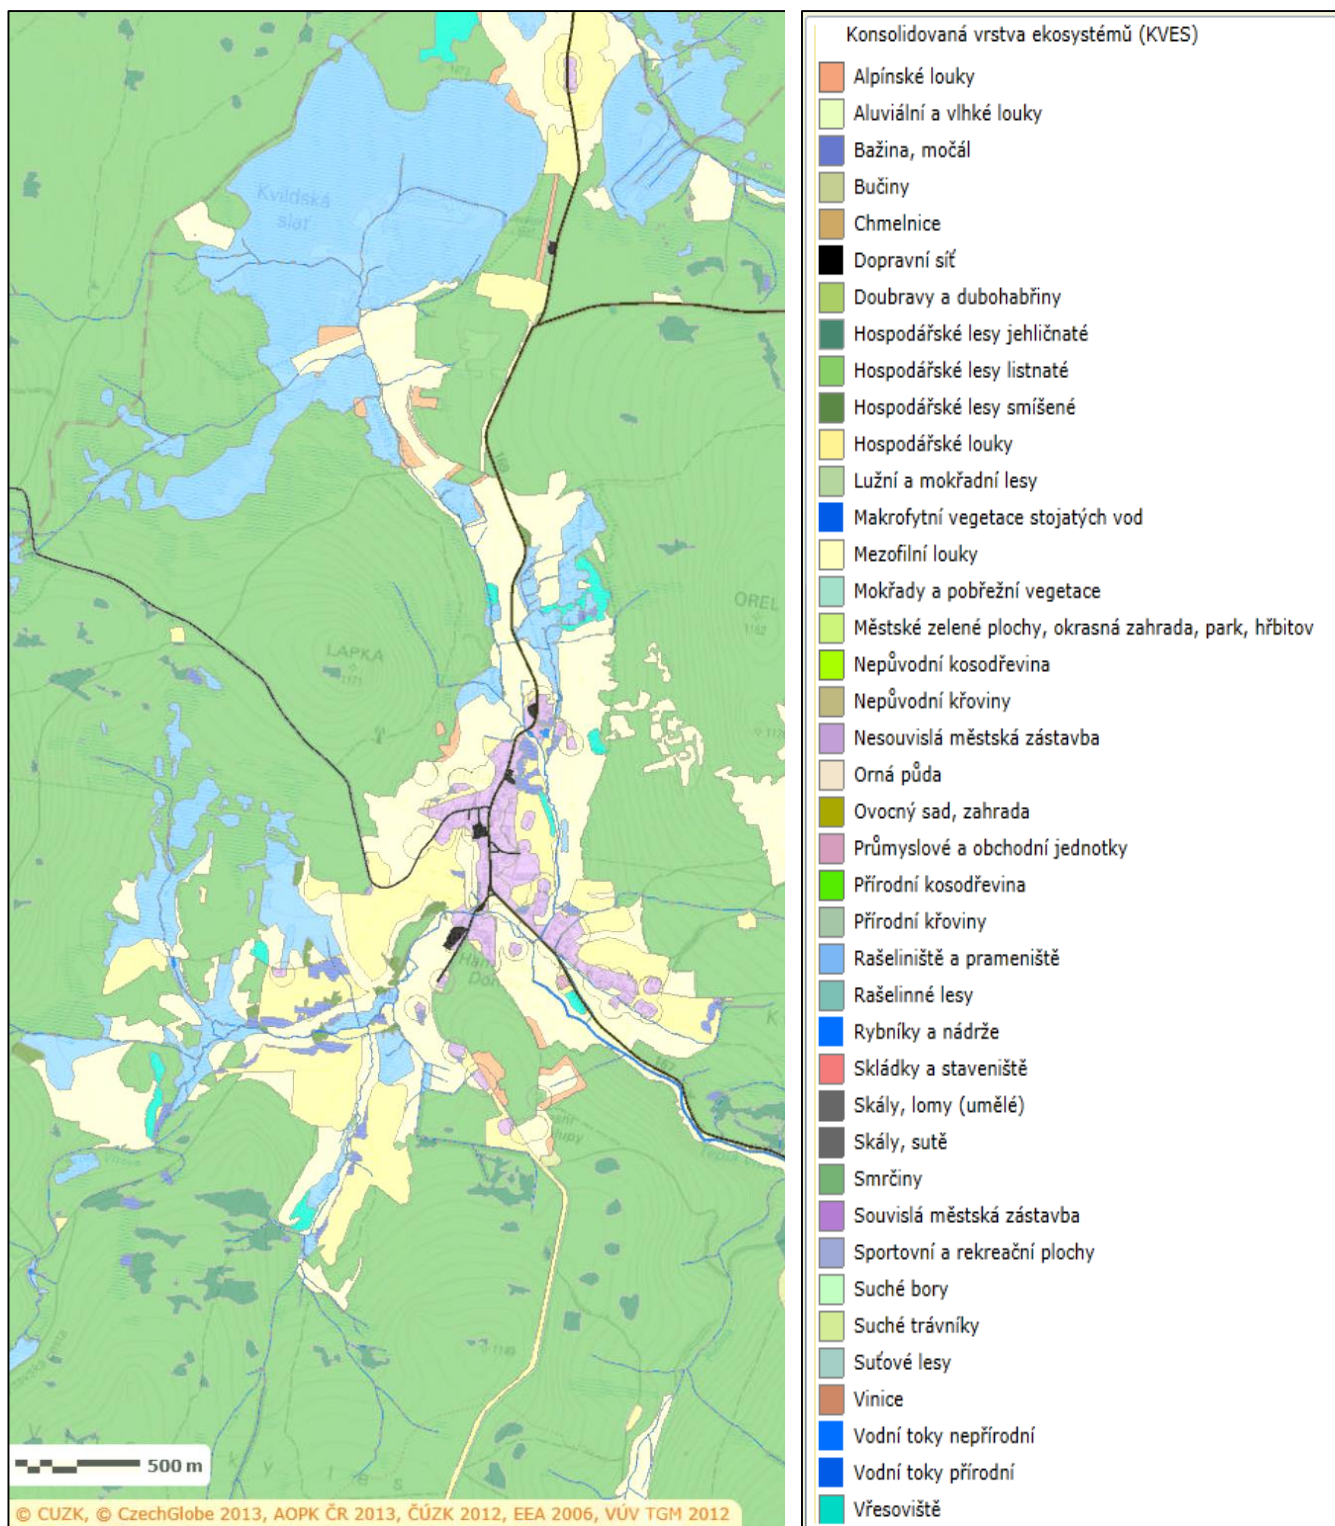 1071
Kvildská
slať
OREL
1162
LAPKA
1171
1149
500 m
© CUZK, © CzechGlobe 2013, AOPK ČR 2013, ČÚZK 2012, EEA 2006, VÚV TGM 2012
Konsolidovaná vrstva ekosystémů (KVES)
Alpínské louky
Aluviální a vlhké louky
Bažina, močál
Bučiny
Chmelnice
Dopravní síť
Doubravy a dubohabřiny
Hospodářské lesy jehličnaté
Hospodářské lesy listnaté
Hospodářské lesy smíšené
Hospodářské louky
Lužní a mokřadní lesy
Makrofytní vegetace stojatých vod
Mezofilní louky
Mokřady a pobřežní vegetace
Městské zelené plochy, okrasná zahrada, park, hřbitov
Nepůvodní kosodřevina
Nepůvodní křoviny
Nesouvislá městská zástavba
Orná půda
Ovocný sad, zahrada
Průmyslové a obchodní jednotky
Přírodní kosodřevina
Přírodní křoviny
Rašeliniště a prameniště
Rašelinné lesy
Rybníky a nádrže
Skládky a staveniště
Skály, lomy (umělé)
Skály, sutě
Smrčiny
Souvislá městská zástavba
Sportovní a rekreační plochy
Suché bory
Suché trávníky
Suťové lesy
Vinice
Vodní toky nepřírodní
Vodní toky přírodní
Vřesoviště